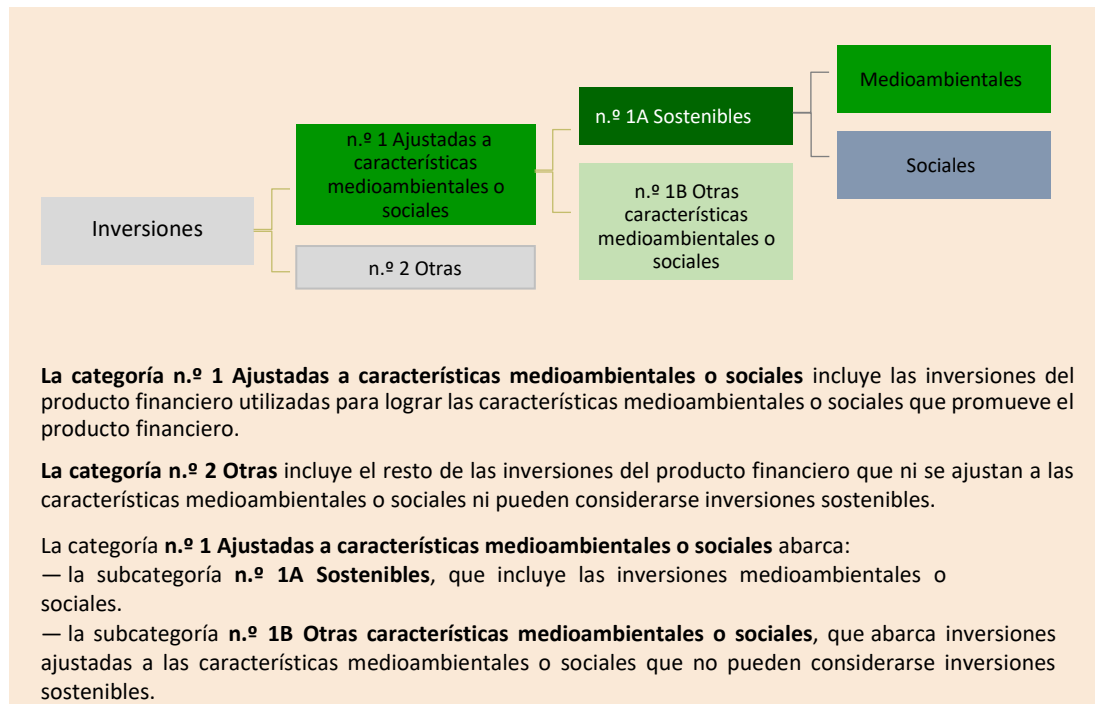 Inversiones
n.º 1 Ajustadas a
características
medioambientales o
sociales
n.º 2 Otras
n.º 1A Sostenibles
n.º 1B Otras
características
medioambientales o
sociales
Medioambientales
Sociales
La categoría n.º 1 Ajustadas a características medioambientales o sociales incluye las inversiones del
producto financiero utilizadas para lograr las características medioambientales o sociales que promueve el
producto financiero.
La categoría n.º 2 Otras incluye el resto de las inversiones del producto financiero que ni se ajustan a las
características medioambientales o sociales ni pueden considerarse inversiones sostenibles.
La categoría n.º 1 Ajustadas a características medioambientales o sociales abarca:
— la subcategoría n.º 1A Sostenibles, que incluye las inversiones medioambientales o
sociales.
— la subcategoría n.º 1B Otras características medioambientales o sociales, que abarca inversiones
ajustadas a las características medioambientales o sociales que no pueden considerarse inversiones
sostenibles.